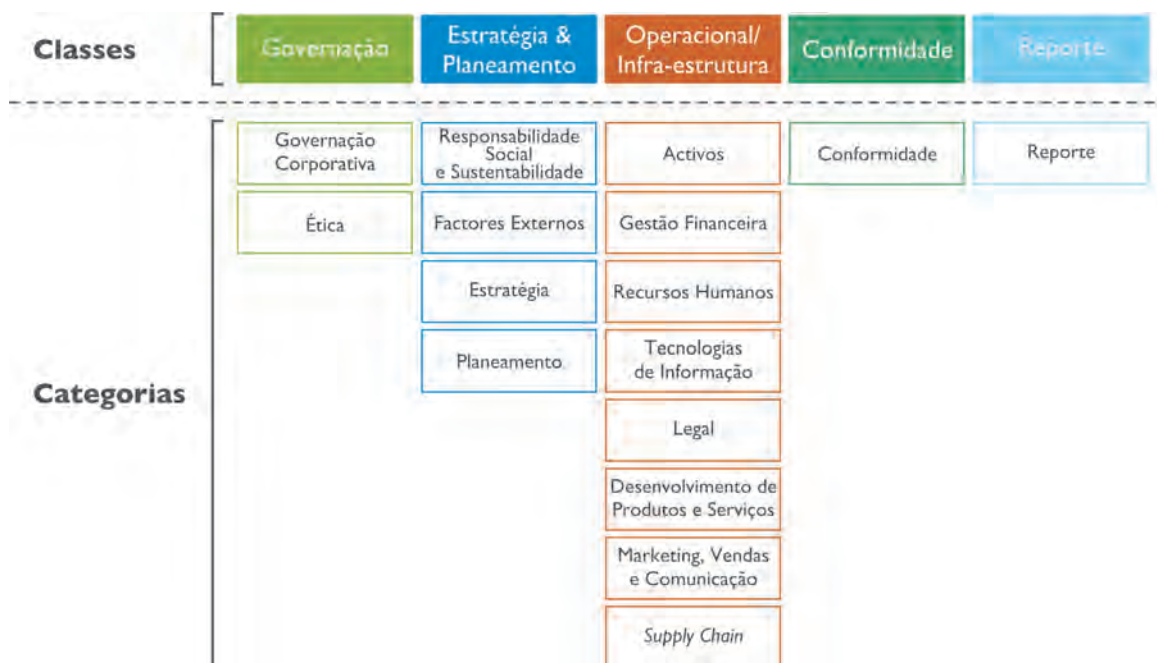 Classes
Governação
Estratégia &
Planeamento
Operacional/
Infra-estrutura
Conformidade
Reporte
Categorias
Governação
Corporativa
Responsabilidade
Social
e Sustentabilidade
Activos
Conformidade
Reporte
Ética
Factores Externos
Gestão Financeira
Estratégia
Recursos Humanos
Planeamento
Tecnologias
de Informação
Legal
Desenvolvimento de
Produtos e Serviços
Marketing, Vendas
e Comunicação
Supply Chain